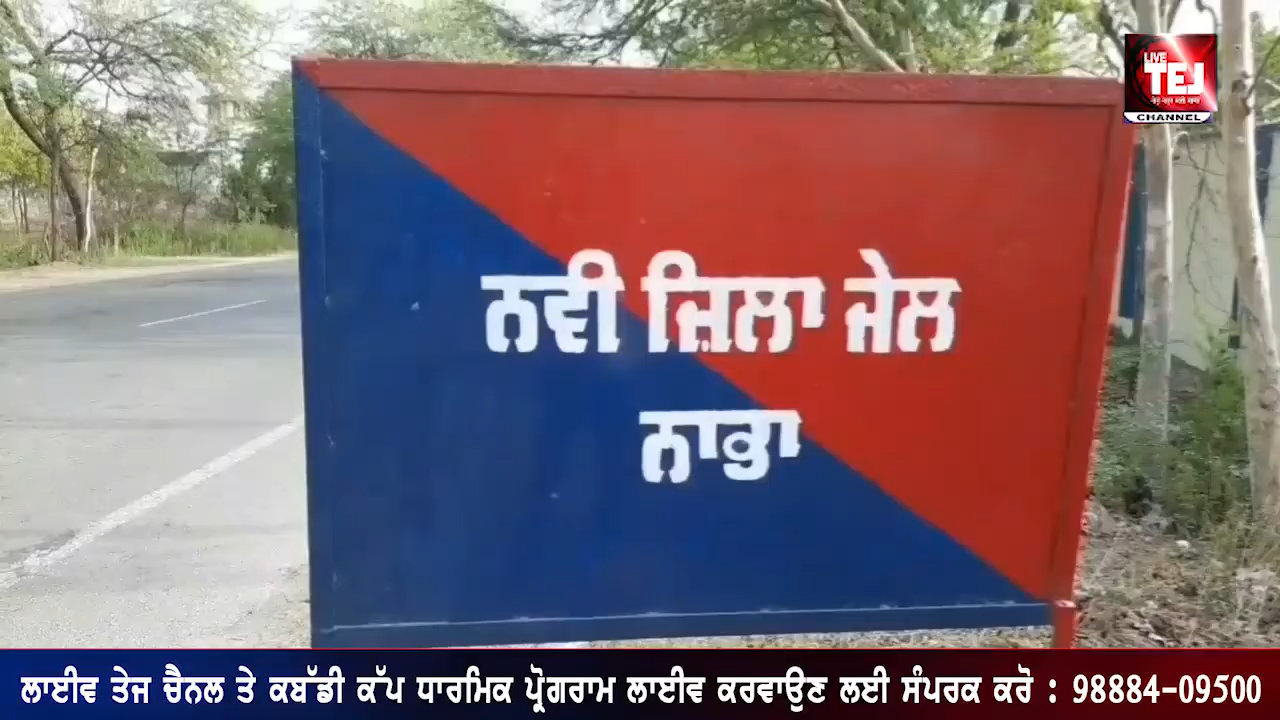 LIVE
TEJ
CHANNEL
ਨਵੀ ਜ਼ਿਲਾ ਜੇਲ
ਨਾਭਾ
ਲਾਈਵ ਤੇਜ ਚੈਨਲ ਤੇ ਕਬੱਡੀ ਕੱਪ ਧਾਰਮਿਕ ਪ੍ਰੋਗਰਾਮ ਲਾਈਵ ਕਰਵਾਉਣ ਲਈ ਸੰਪਰਕ ਕਰੋ : 98884-09500